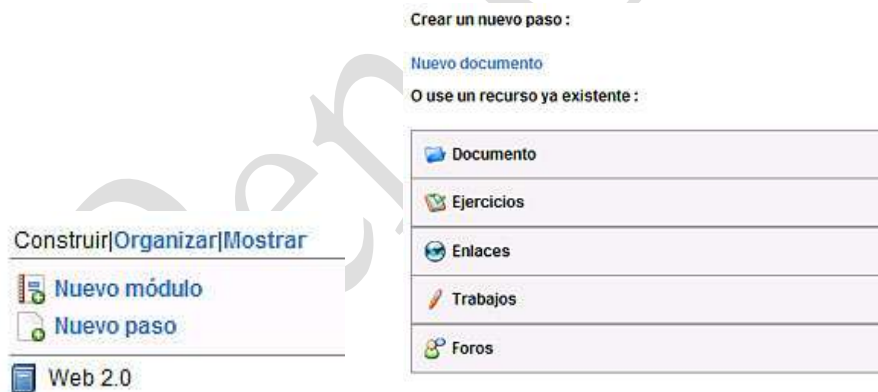 Crear un nuevo paso :
Nuevo documento
O use un recurso ya existente :
Documento
Ejercicios
Enlaces
Trabajos
Foros
Construir|Organizar|Mostrar
Nuevo módulo
Nuevo paso
Web 2.0